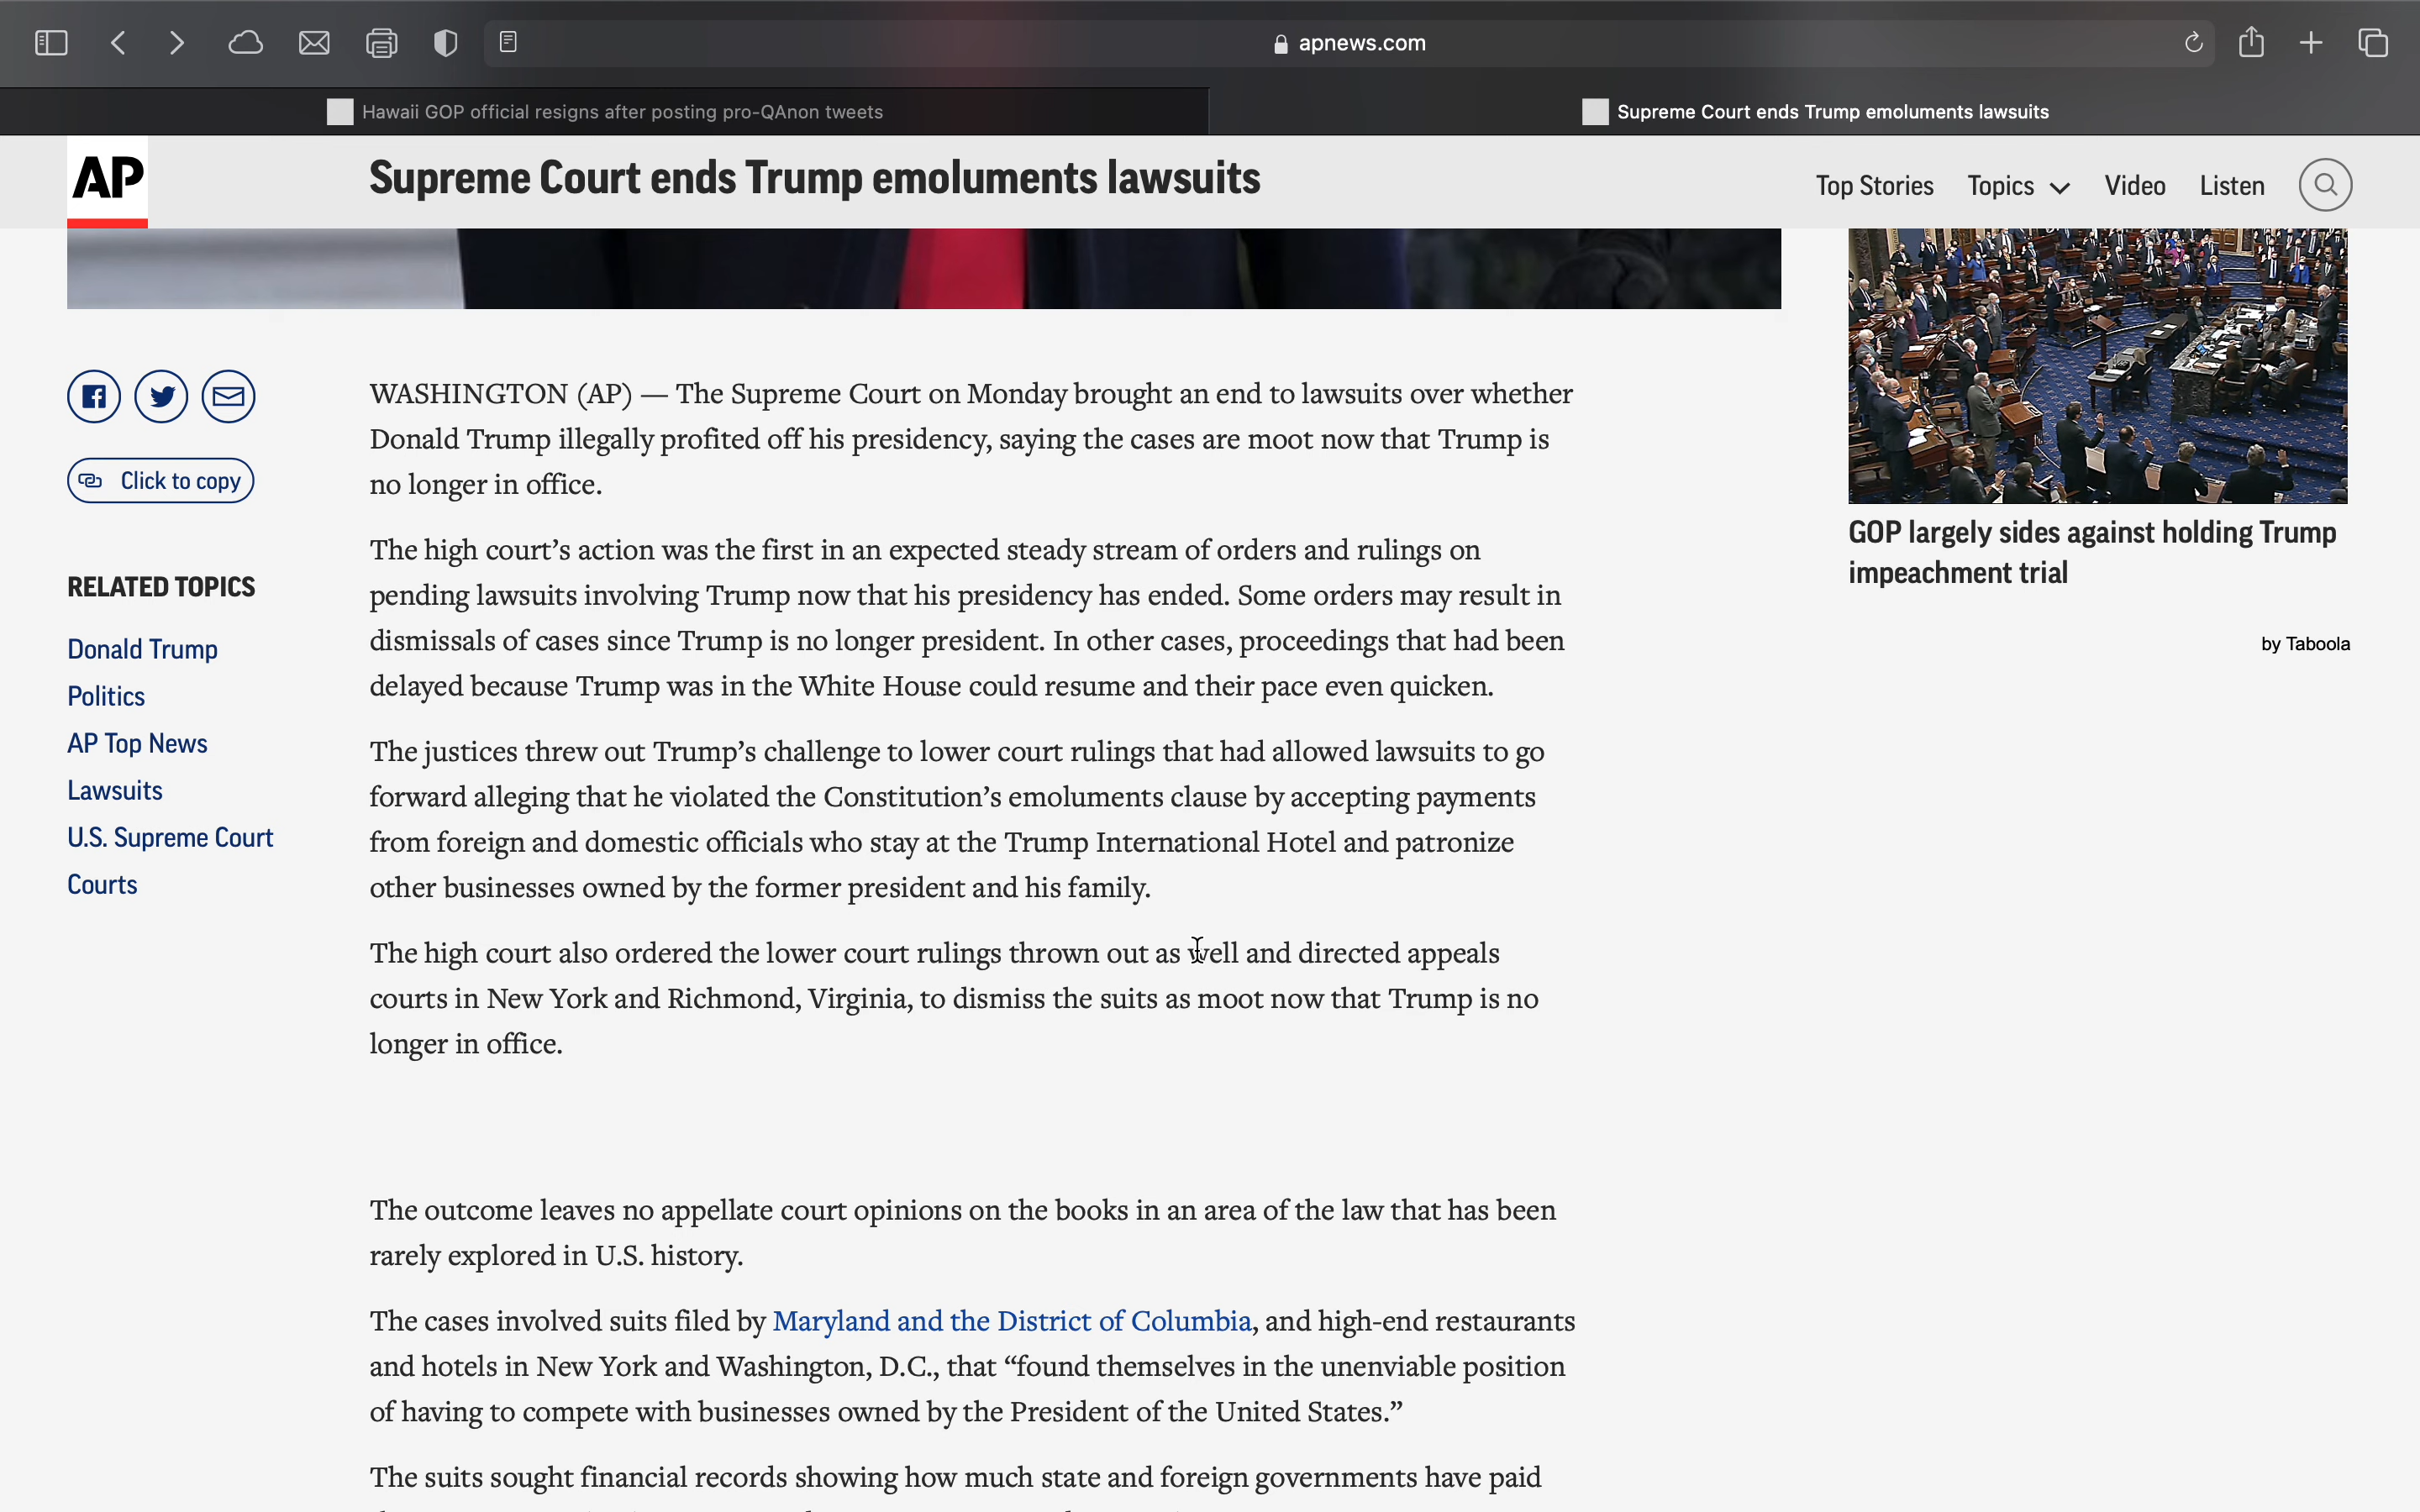 apnews.com
Hawaii GOP official resigns after posting pro-QAnon tweets
Supreme Court ends Trump emoluments lawsuits
AP
Supreme Court ends Trump emoluments lawsuits
Top Stories
Topics
Video
Listen
Click to copy
RELATED TOPICS
Donald Trump
Politics
AP Top News
Lawsuits
U.S. Supreme Court
Courts
WASHINGTON (AP) — The Supreme Court on Monday brought an end to lawsuits over whether
Donald Trump illegally profited off his presidency, saying the cases are moot now that Trump is
no longer in office.
The high court’s action was the first in an expected steady stream of orders and rulings on
pending lawsuits involving Trump now that his presidency has ended. Some orders may result in
dismissals of cases since Trump is no longer president. In other cases, proceedings that had been
delayed because Trump was in the White House could resume and their pace even quicken.
The justices threw out Trump’s challenge to lower court rulings that had allowed lawsuits to go
forward alleging that he violated the Constitution’s emoluments clause by accepting payments
from foreign and domestic officials who stay at the Trump International Hotel and patronize
other businesses owned by the former president and his family.
The high court also ordered the lower court rulings thrown out as well and directed appeals
courts in New York and Richmond, Virginia, to dismiss the suits as moot now that Trump is no
longer in office.
The outcome leaves no appellate court opinions on the books in an area of the law that has been
rarely explored in U.S. history.
The cases involved suits filed by Maryland and the District of Columbia, and high-end restaurants
and hotels in New York and Washington, D.C., that “found themselves in the unenviable position
of having to compete with businesses owned by the President of the United States.”
The suits sought financial records showing how much state and foreign governments have paid
GOP largely sides against holding Trump
impeachment trial
by Taboola